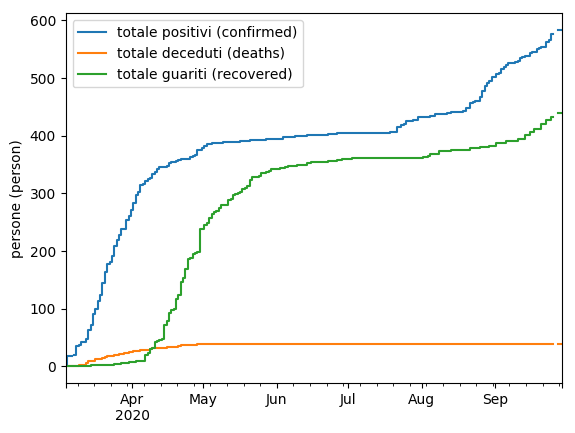 600
500
400
300
200
100
0
persone (person)
totale positivi (confirmed)
totale deceduti (deaths)
totale guariti (recovered)
Apr May Jun Jul Aug Sep
2020